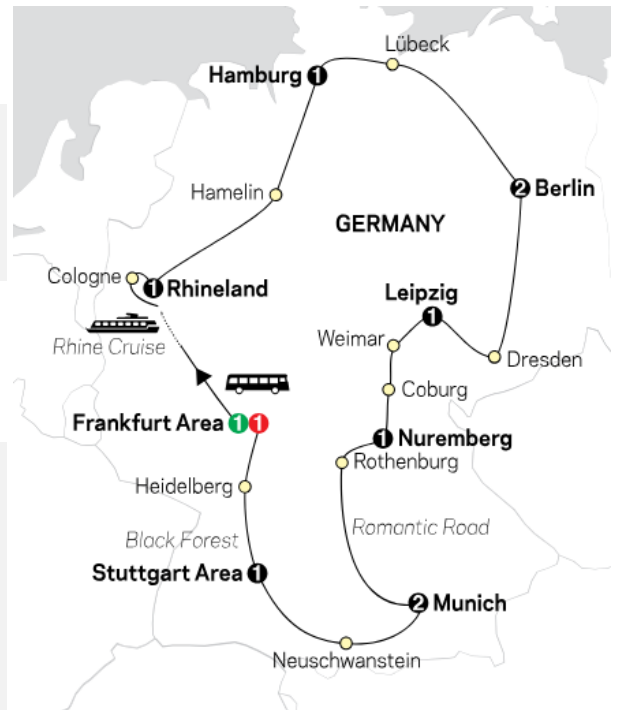 Lübeck
Hamburg 1
Hamelin
2 Berlin
GERMANY
Cologne
1 Rhineland
Leipzig
1
Rhine Cruise
Weimar
Dresden
Coburg
Frankfurt Area 1 1
1 Nuremberg
Rothenburg
Heidelberg
Romantic Road
Black Forest
Stuttgart Area 1
2 Munich
Neuschwanstein